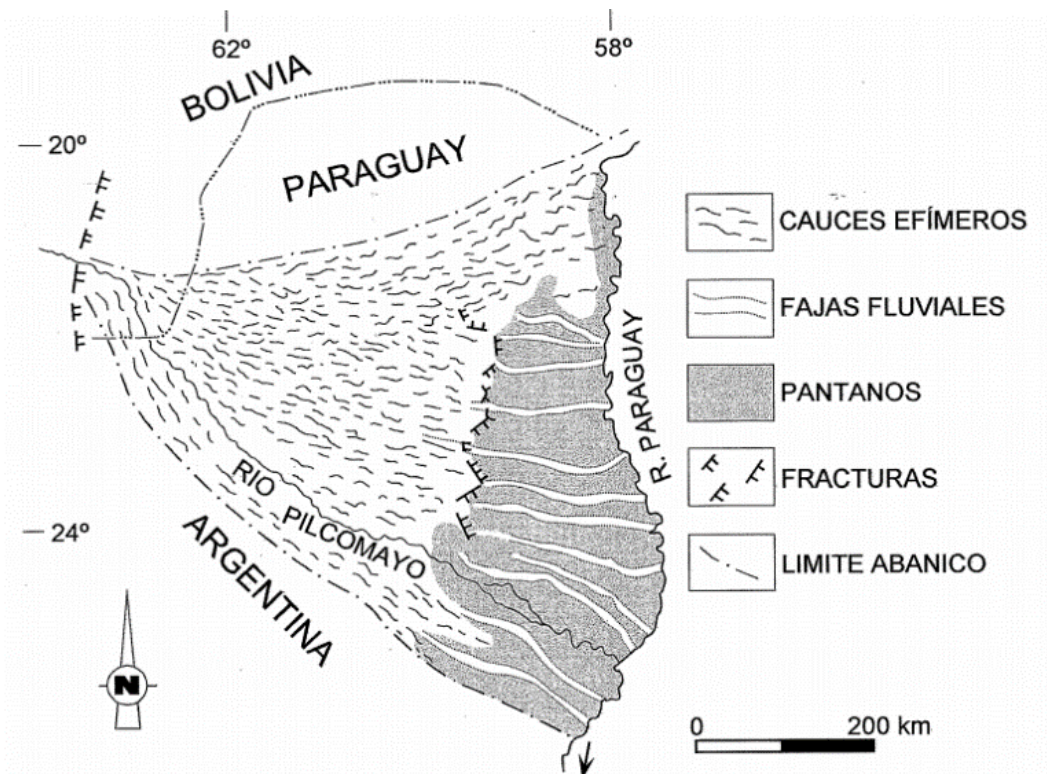 62º
58º
BOLIVIA
20º
PARAGUAY
CAUCES EFÍMEROS
FAJAS FLUVIALES
R. PARAGUAY
PANTANOS
FRACTURAS
RIO
PILCOMAYO
24º
ARGENTINA
LIMITE ABANICO
N
0 200 km